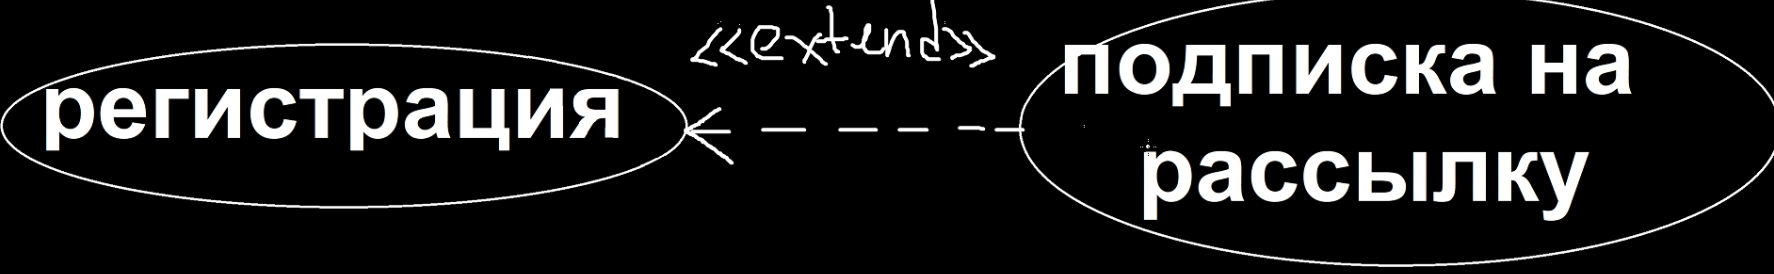 регистрация
<<extend>>
подписка на
рассылку